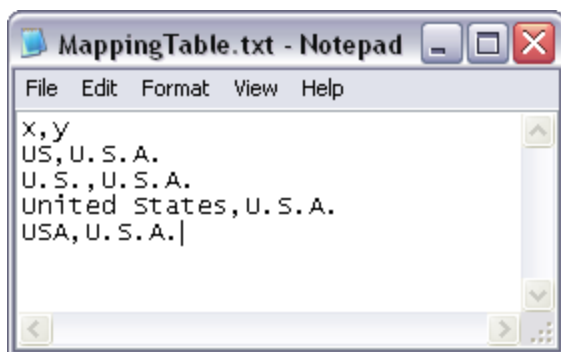 MappingTable.txt - Notepad
File Edit Format View Help
x,y
US,U.S.A.
U.S.,U.S.A.
United States,U.S.A.
USA,U.S.A.